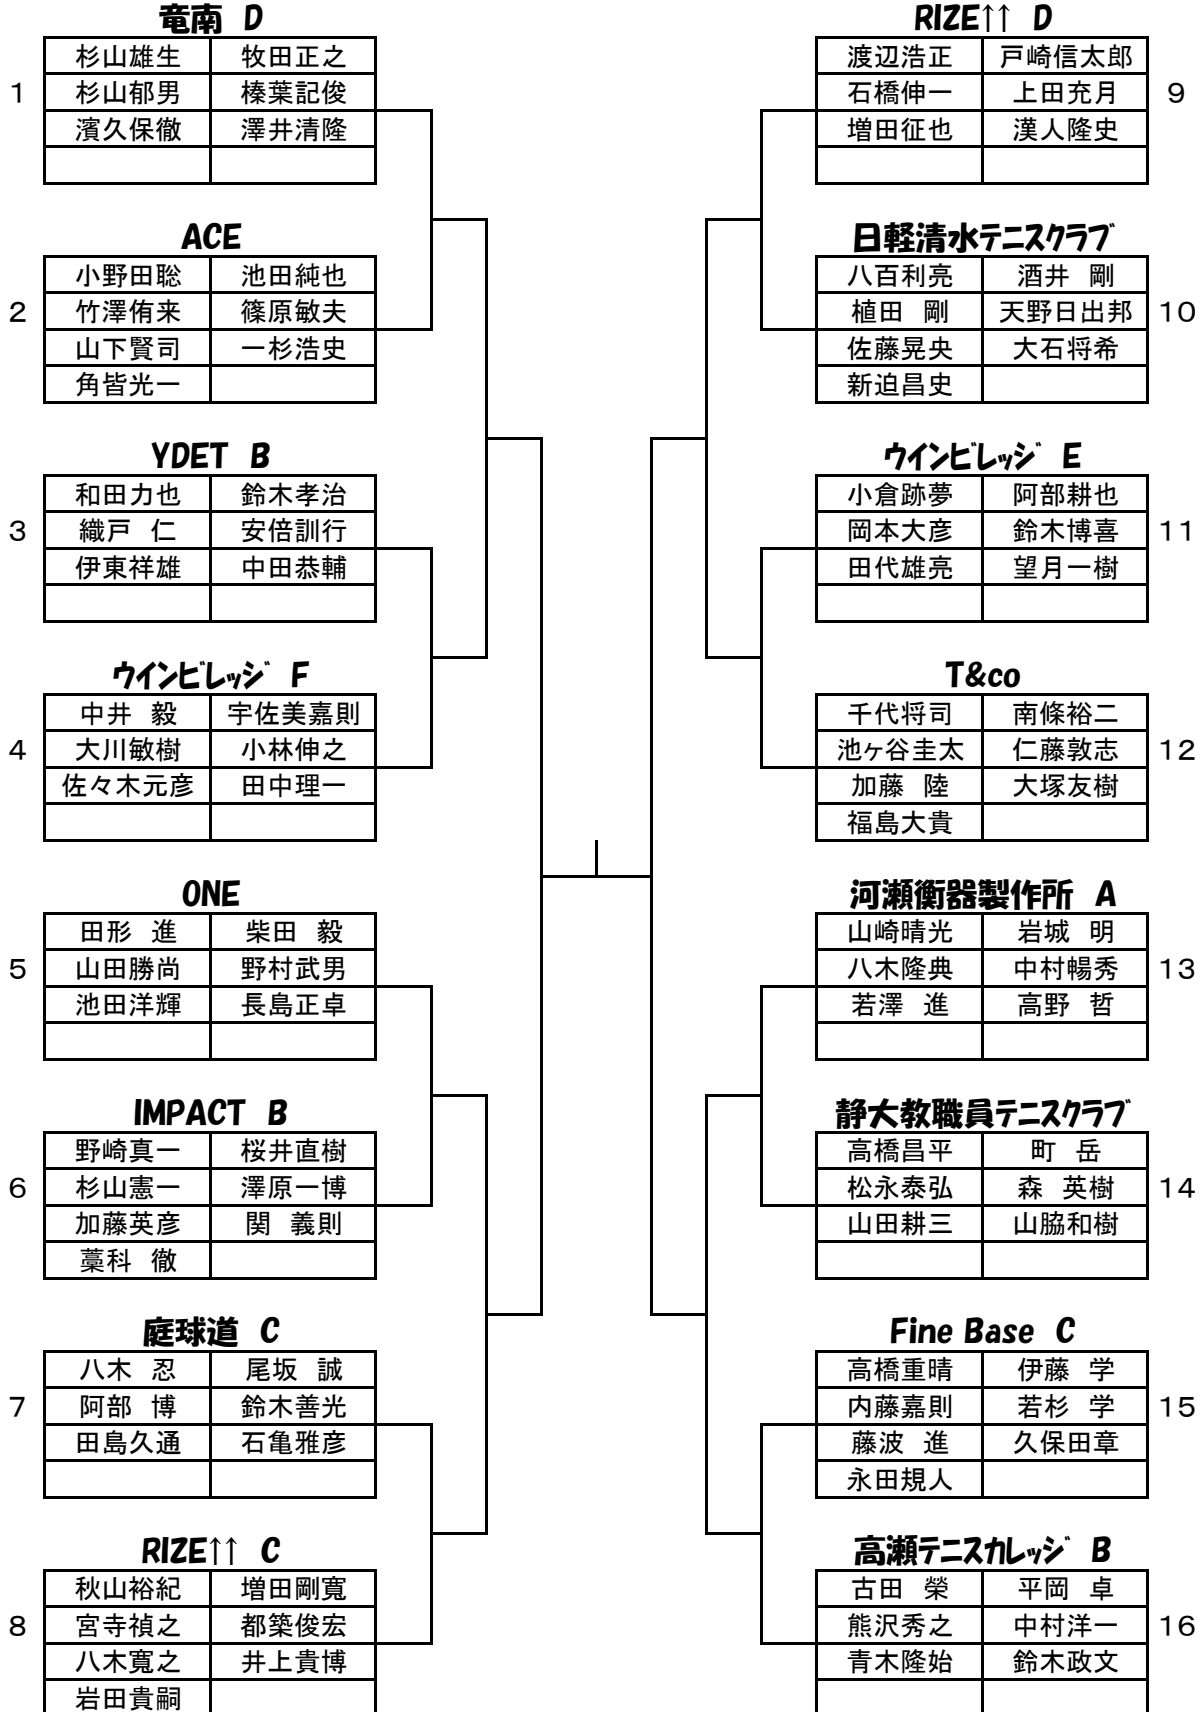 竜南 D
1
杉山雄生 牧田正之
杉山郁男 榛葉記俊
濱久保徹 澤井清隆
ACE
2
小野田聡 池田純也
竹澤侑来 篠原敏夫
山下賢司 一杉浩史
角皆光一
YDET B
3
和田力也 鈴木孝治
織戸 仁 安倍訓行
伊東祥雄 中田恭輔
ｳｲﾝﾋﾞﾚｯｼﾞ F
4
中井 毅 宇佐美嘉則
大川敏樹 小林伸之
佐々木元彦 田中理一
ONE
5
田形 進 柴田 毅
山田勝尚 野村武男
池田洋輝 長島正卓
IMPACT B
6
野崎真一 桜井直樹
杉山憲一 澤原一博
加藤英彦 関 義則
藁科 徹
庭球道 C
7
八木 忍 尾坂 誠
阿部 博 鈴木善光
田島久通 石亀雅彦
RIZE↑↑ C
8
秋山裕紀 増田剛寛
宮寺禎之 都築俊宏
八木寛之 井上貴博
岩田貴嗣
RIZE↑↑ D
9
渡辺浩正 戸崎信太郎
石橋伸一 上田充月
増田征也 漢人隆史
日軽清水ﾃﾆｽｸﾗﾌﾞ
10
八百利亮 酒井 剛
植田 剛 天野日出邦
佐藤晃央 大石将希
新迫昌史
ｳｲﾝﾋﾞﾚｯｼﾞ E
11
小倉跡夢 阿部耕也
岡本大彦 鈴木博喜
田代雄亮 望月一樹
T&co
12
千代将司 南條裕二
池ヶ谷圭太 仁藤敦志
加藤 陸 大塚友樹
福島大貴
河瀬衡器製作所 A
13
山崎晴光 岩城 明
八木隆典 中村暢秀
若澤 進 高野 哲
静大教職員ﾃﾆｽｸﾗﾌﾞ
14
高橋昌平 町 岳
松永泰弘 森 英樹
山田耕三 山脇和樹
Fine Base C
15
高橋重晴 伊藤 学
内藤嘉則 若杉 学
藤波 進 久保田章
永田規人
高瀬ﾃﾆｽｶﾚｯｼﾞ B
16
古田 榮 平岡 卓
熊沢秀之 中村洋一
青木隆始 鈴木政文